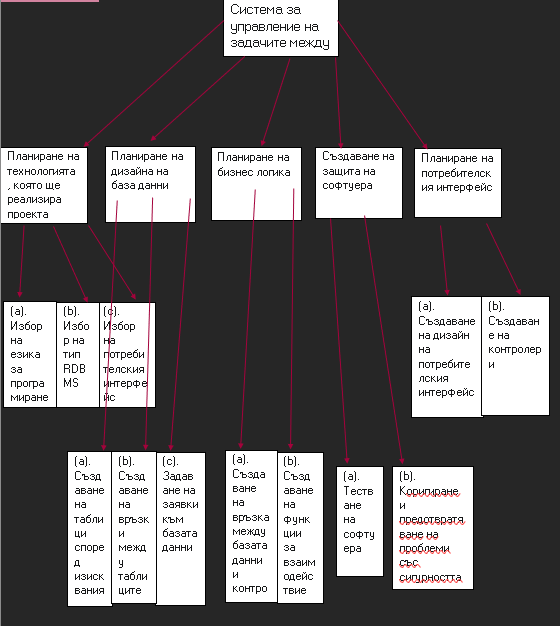 Система за
управление на
задачите между
Планиране на
технологията
, която ще
реализира
проекта
Планиране на
дизайна на
база данни
Планиране на
бизнес логика
Създаване на
защита на
софтуера
Планиране на
потребителск
ия интерфейс
(a).
Избор
на
езика
за
програ
миране
(b).
Избо
р на
тип
RDB
MS
(c).
Избор
на
потреби
телския
интерфе
йс
(a).
Създаване
на дизайн
на
потребите
лския
интерфейс
(b).
Създаван
е на
контролер
и
(a).
Създ
аване
на
табли
ци
споре
д
изиск
вания
(b).
Създ
аване
на
връзк
и
межд
у
табли
ците
(c).
Задав
ане на
заявки
към
базата
данни
(a).
Създа
ване
на
връзка
между
базата
данни
и
контро
(b).
Създ
аване
на
функ
ции
за
взаим
одейс
твие
(a).
Теств
ане
на
софту
ера
(b).
Коригиране
и
предотвратя
ване на
проблеми
със
сигурността